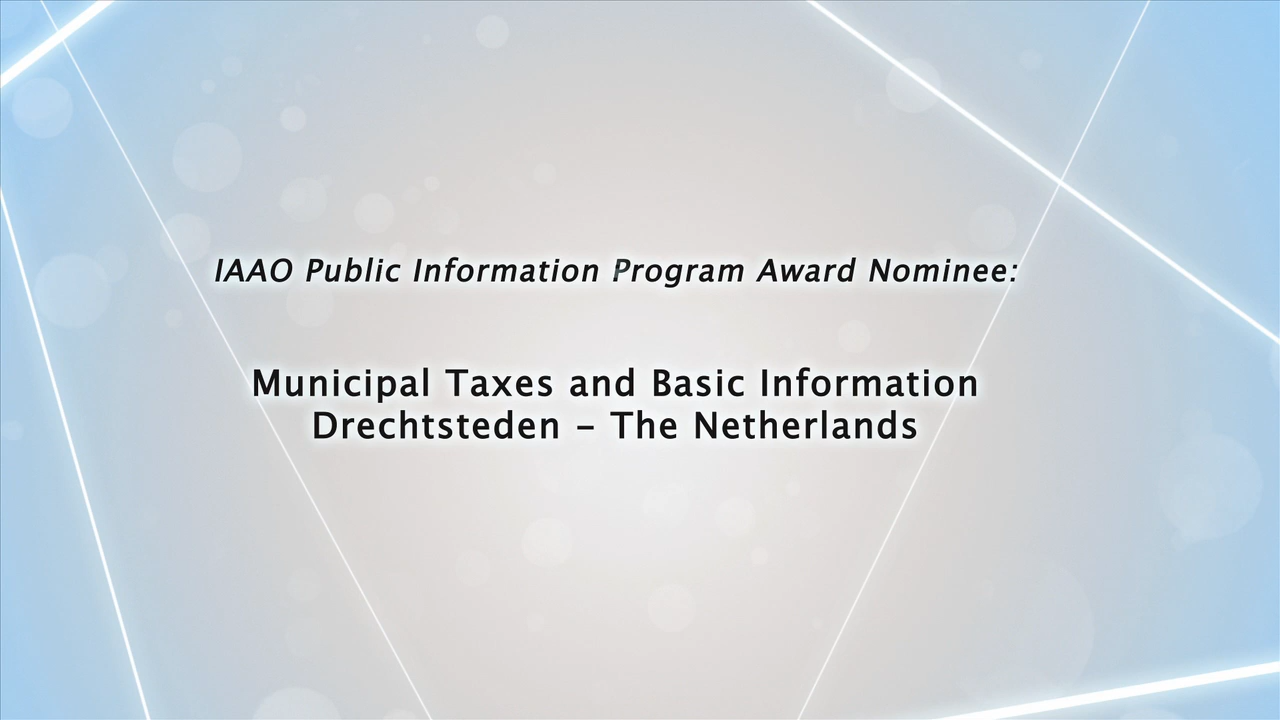 IAAO Public Information Program Award Nominee:
Municipal Taxes and Basic Information
Drechtsteden – The Netherlands